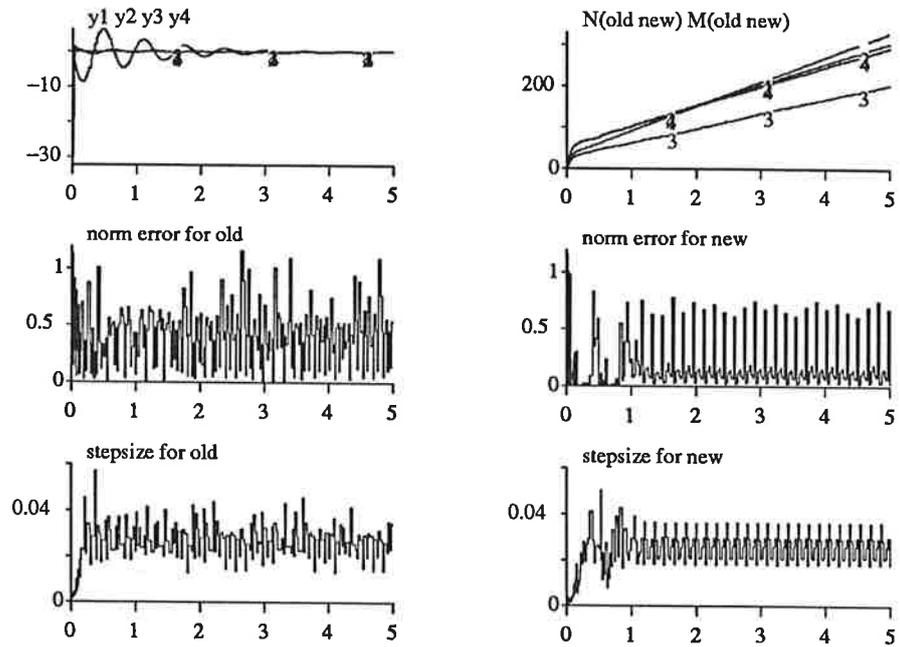 y1 y2 y3 y4
-10
-30
0 1 2 3 4 5
N(old new) M(old new)
200
0
4 4 4
3 3 3
0 1 2 3 4 5
norm error for old
1
0.5
0
0 1 2 3 4 5
norm error for new
1
0.5
0
0 1 2 3 4 5
stepsize for old
0.04
0
0 1 2 3 4 5
stepsize for new
0.04
0
0 1 2 3 4 5